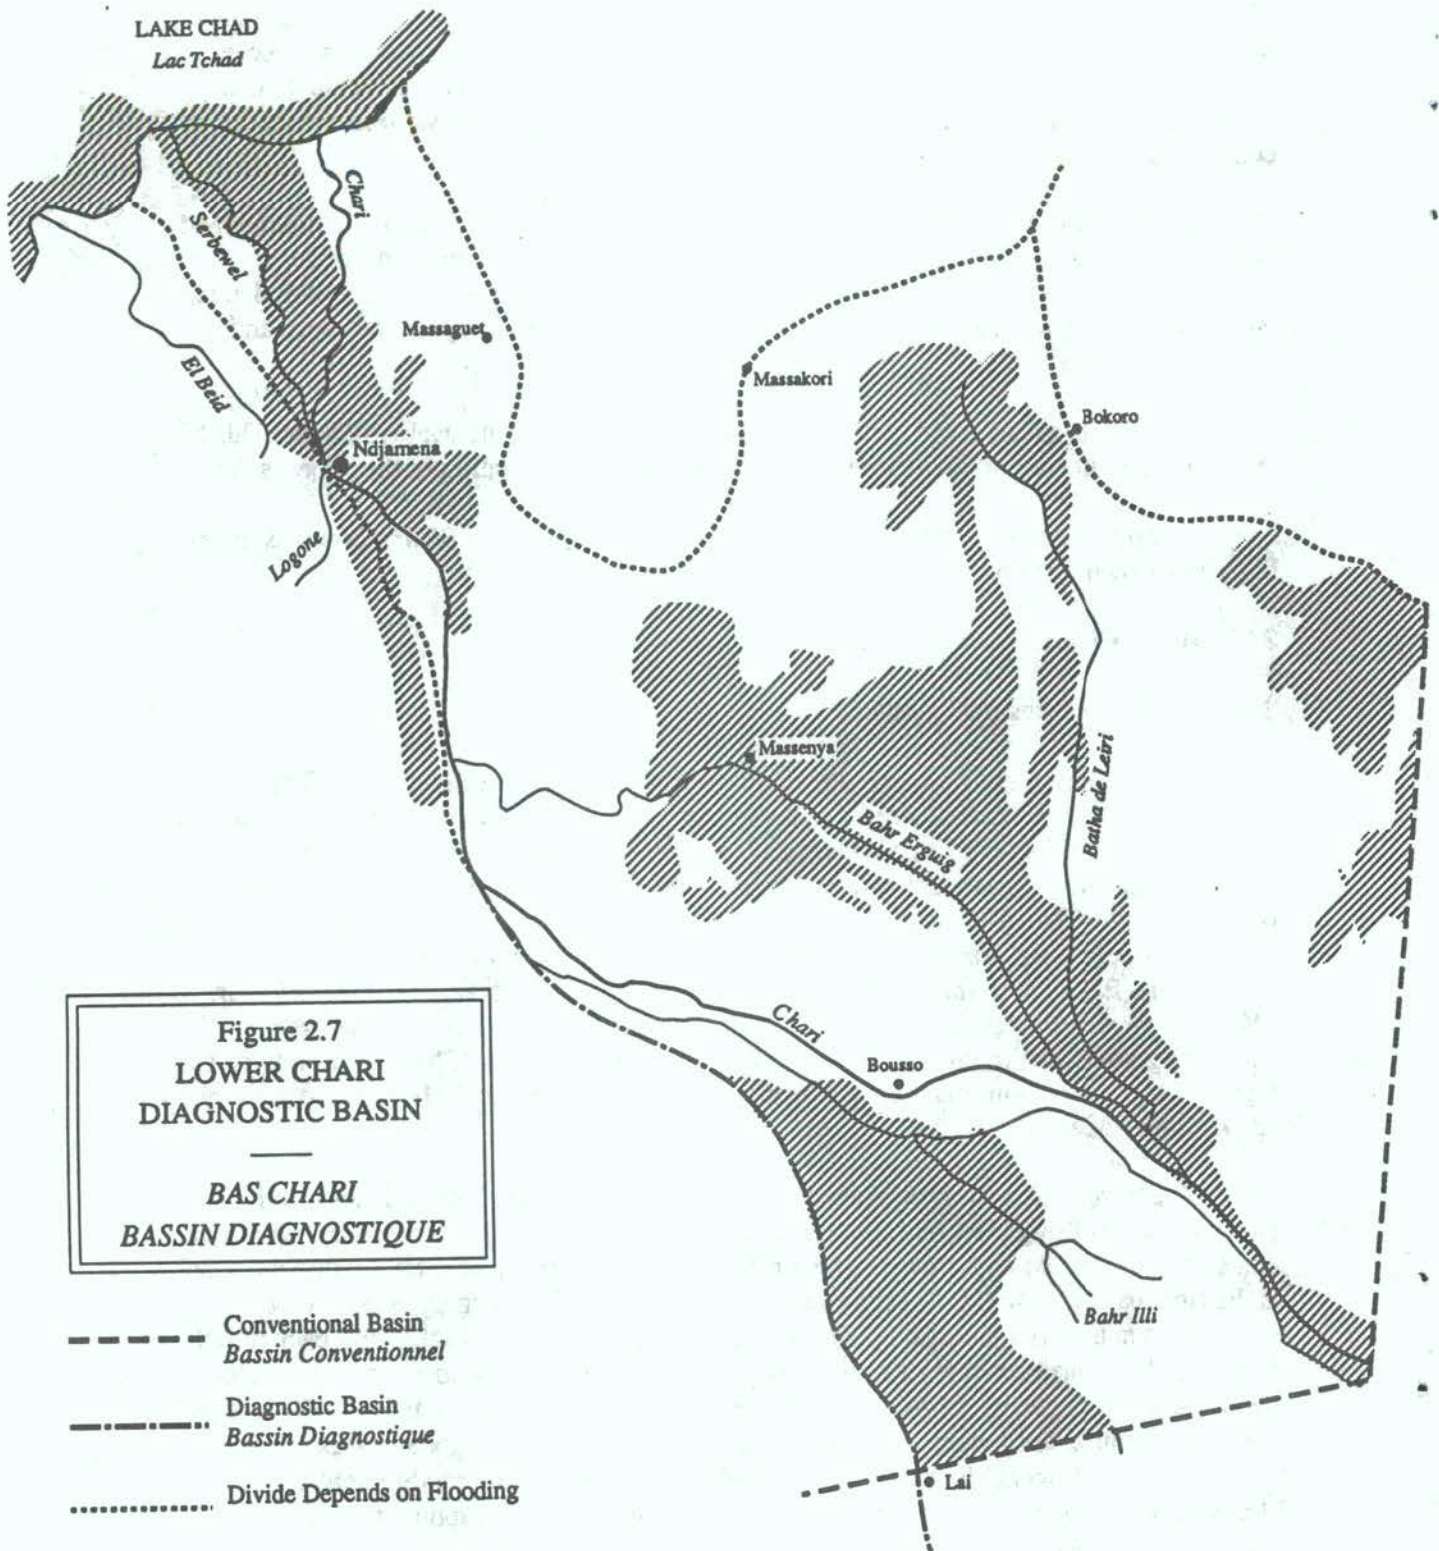 LAKE CHAD
Lac Tchad
Chari
Serbewel
Massaguet
El Beid
Massakori
Bokoro
Ndjamena
Logone
Massenya
Bahr Erguig
Batha de Leiri
Chari
Bousso
Bahr Illi
Lai
Figure 2.7
LOWER CHARI
DIAGNOSTIC BASIN
BAS CHARI
BASSIN DIAGNOSTIQUE
Conventional Basin
Bassin Conventionnel
Diagnostic Basin
Bassin Diagnostique
Divide Depends on Flooding